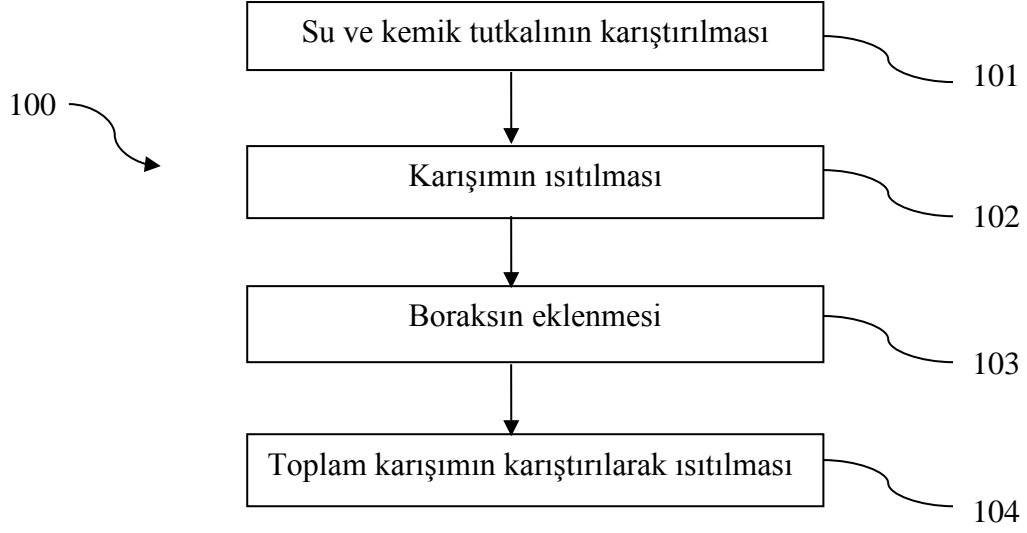 Su ve kemik tutkalının karıştırılması
101
100
Karışımın ısıtılması
102
Boraksın eklenmesi
103
Toplam karışımın karıştırılarak ısıtılması
104